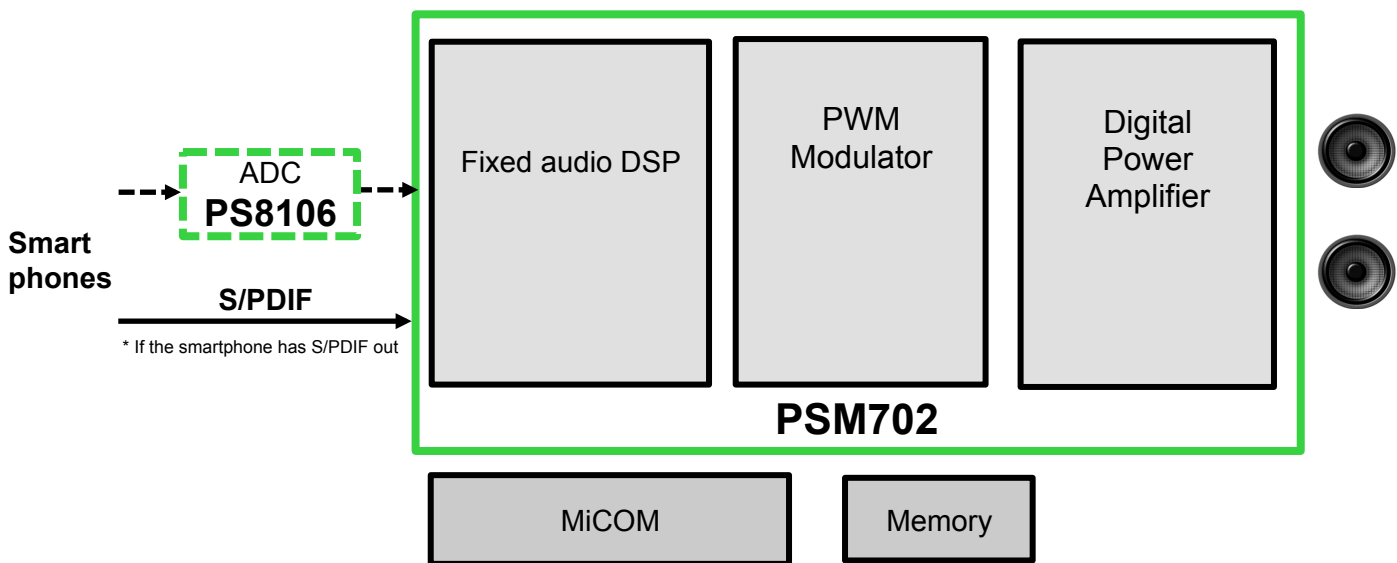 Smart
phones
ADC
PS8106
S/PDIF
* If the smartphone has S/PDIF out
Fixed audio DSP
PWM
Modulator
Digital
Power
Amplifier
PSM702
MiCOM
Memory